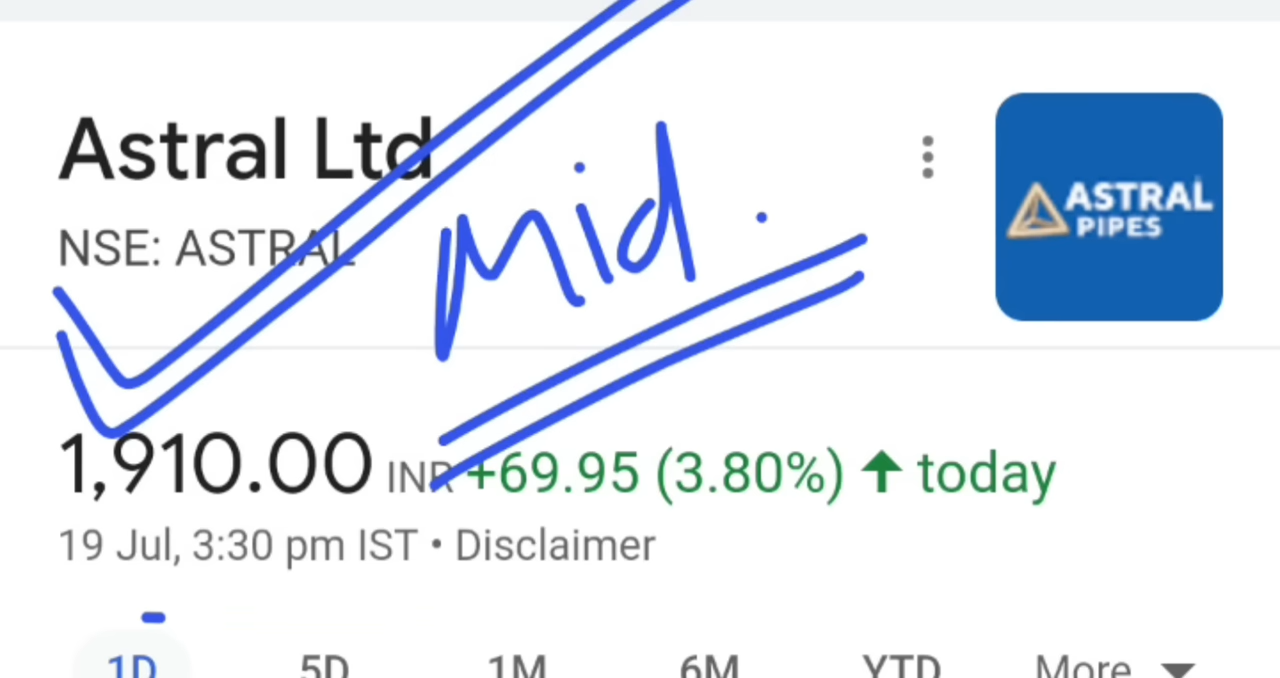 Astral Ltd
NSE: ASTRAL
Mid.
ASTRAL
PIPES
1,910.00 INR +69.95 (3.80%) ↑ today
19 Jul, 3:30 pm IST • Disclaimer
1D 5D 1M 6M YTD More